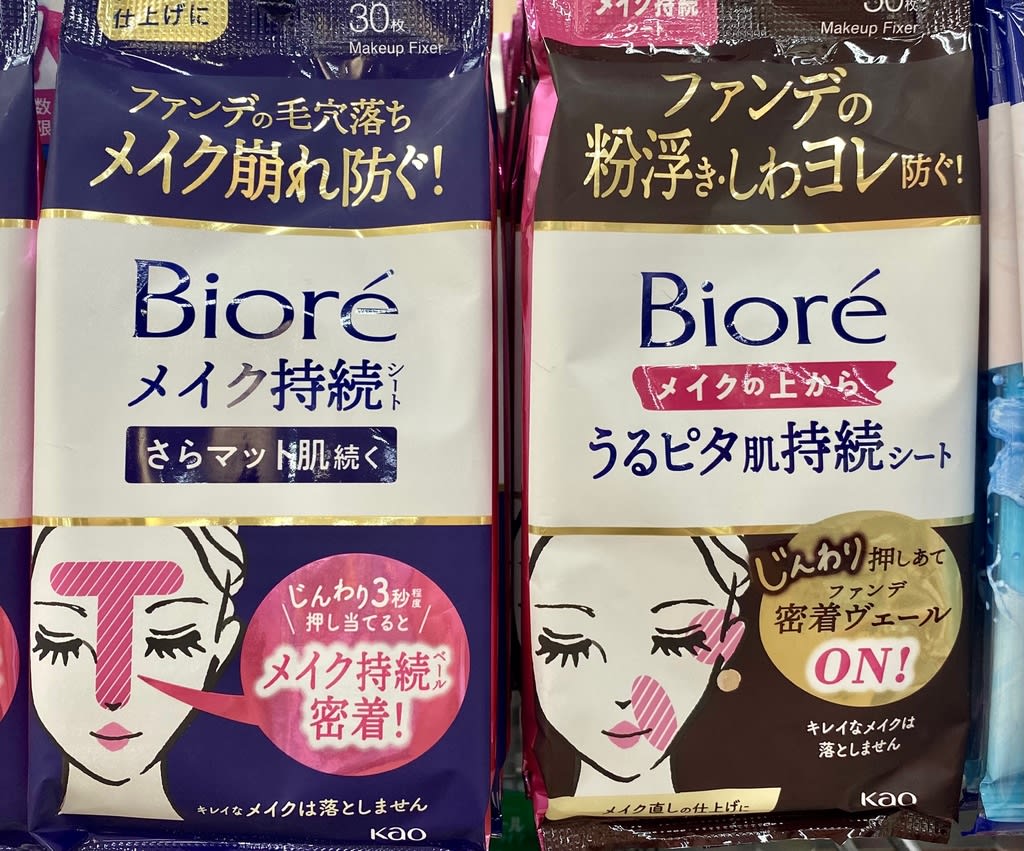 仕上げに
30枚
Makeup Fixer
ファンデの毛穴落ち
メイク崩れ防ぐ!
Bioré
メイク持続シート
さらマット肌続く
じんわり3秒程度
押し当てると
メイク持続ベール
密着!
キレイなメイクは落としません
Kao
メイク持続
シート
30枚
Makeup Fixer
ファンデの
粉浮き・しわヨレ防ぐ!
Bioré
メイクの上から
うるピタ肌持続シート
じんわり押しあて
ファンデ
密着ヴェール
ON!
キレイなメイクは
落としません
メイク直しの仕上げに
Kao
数
限